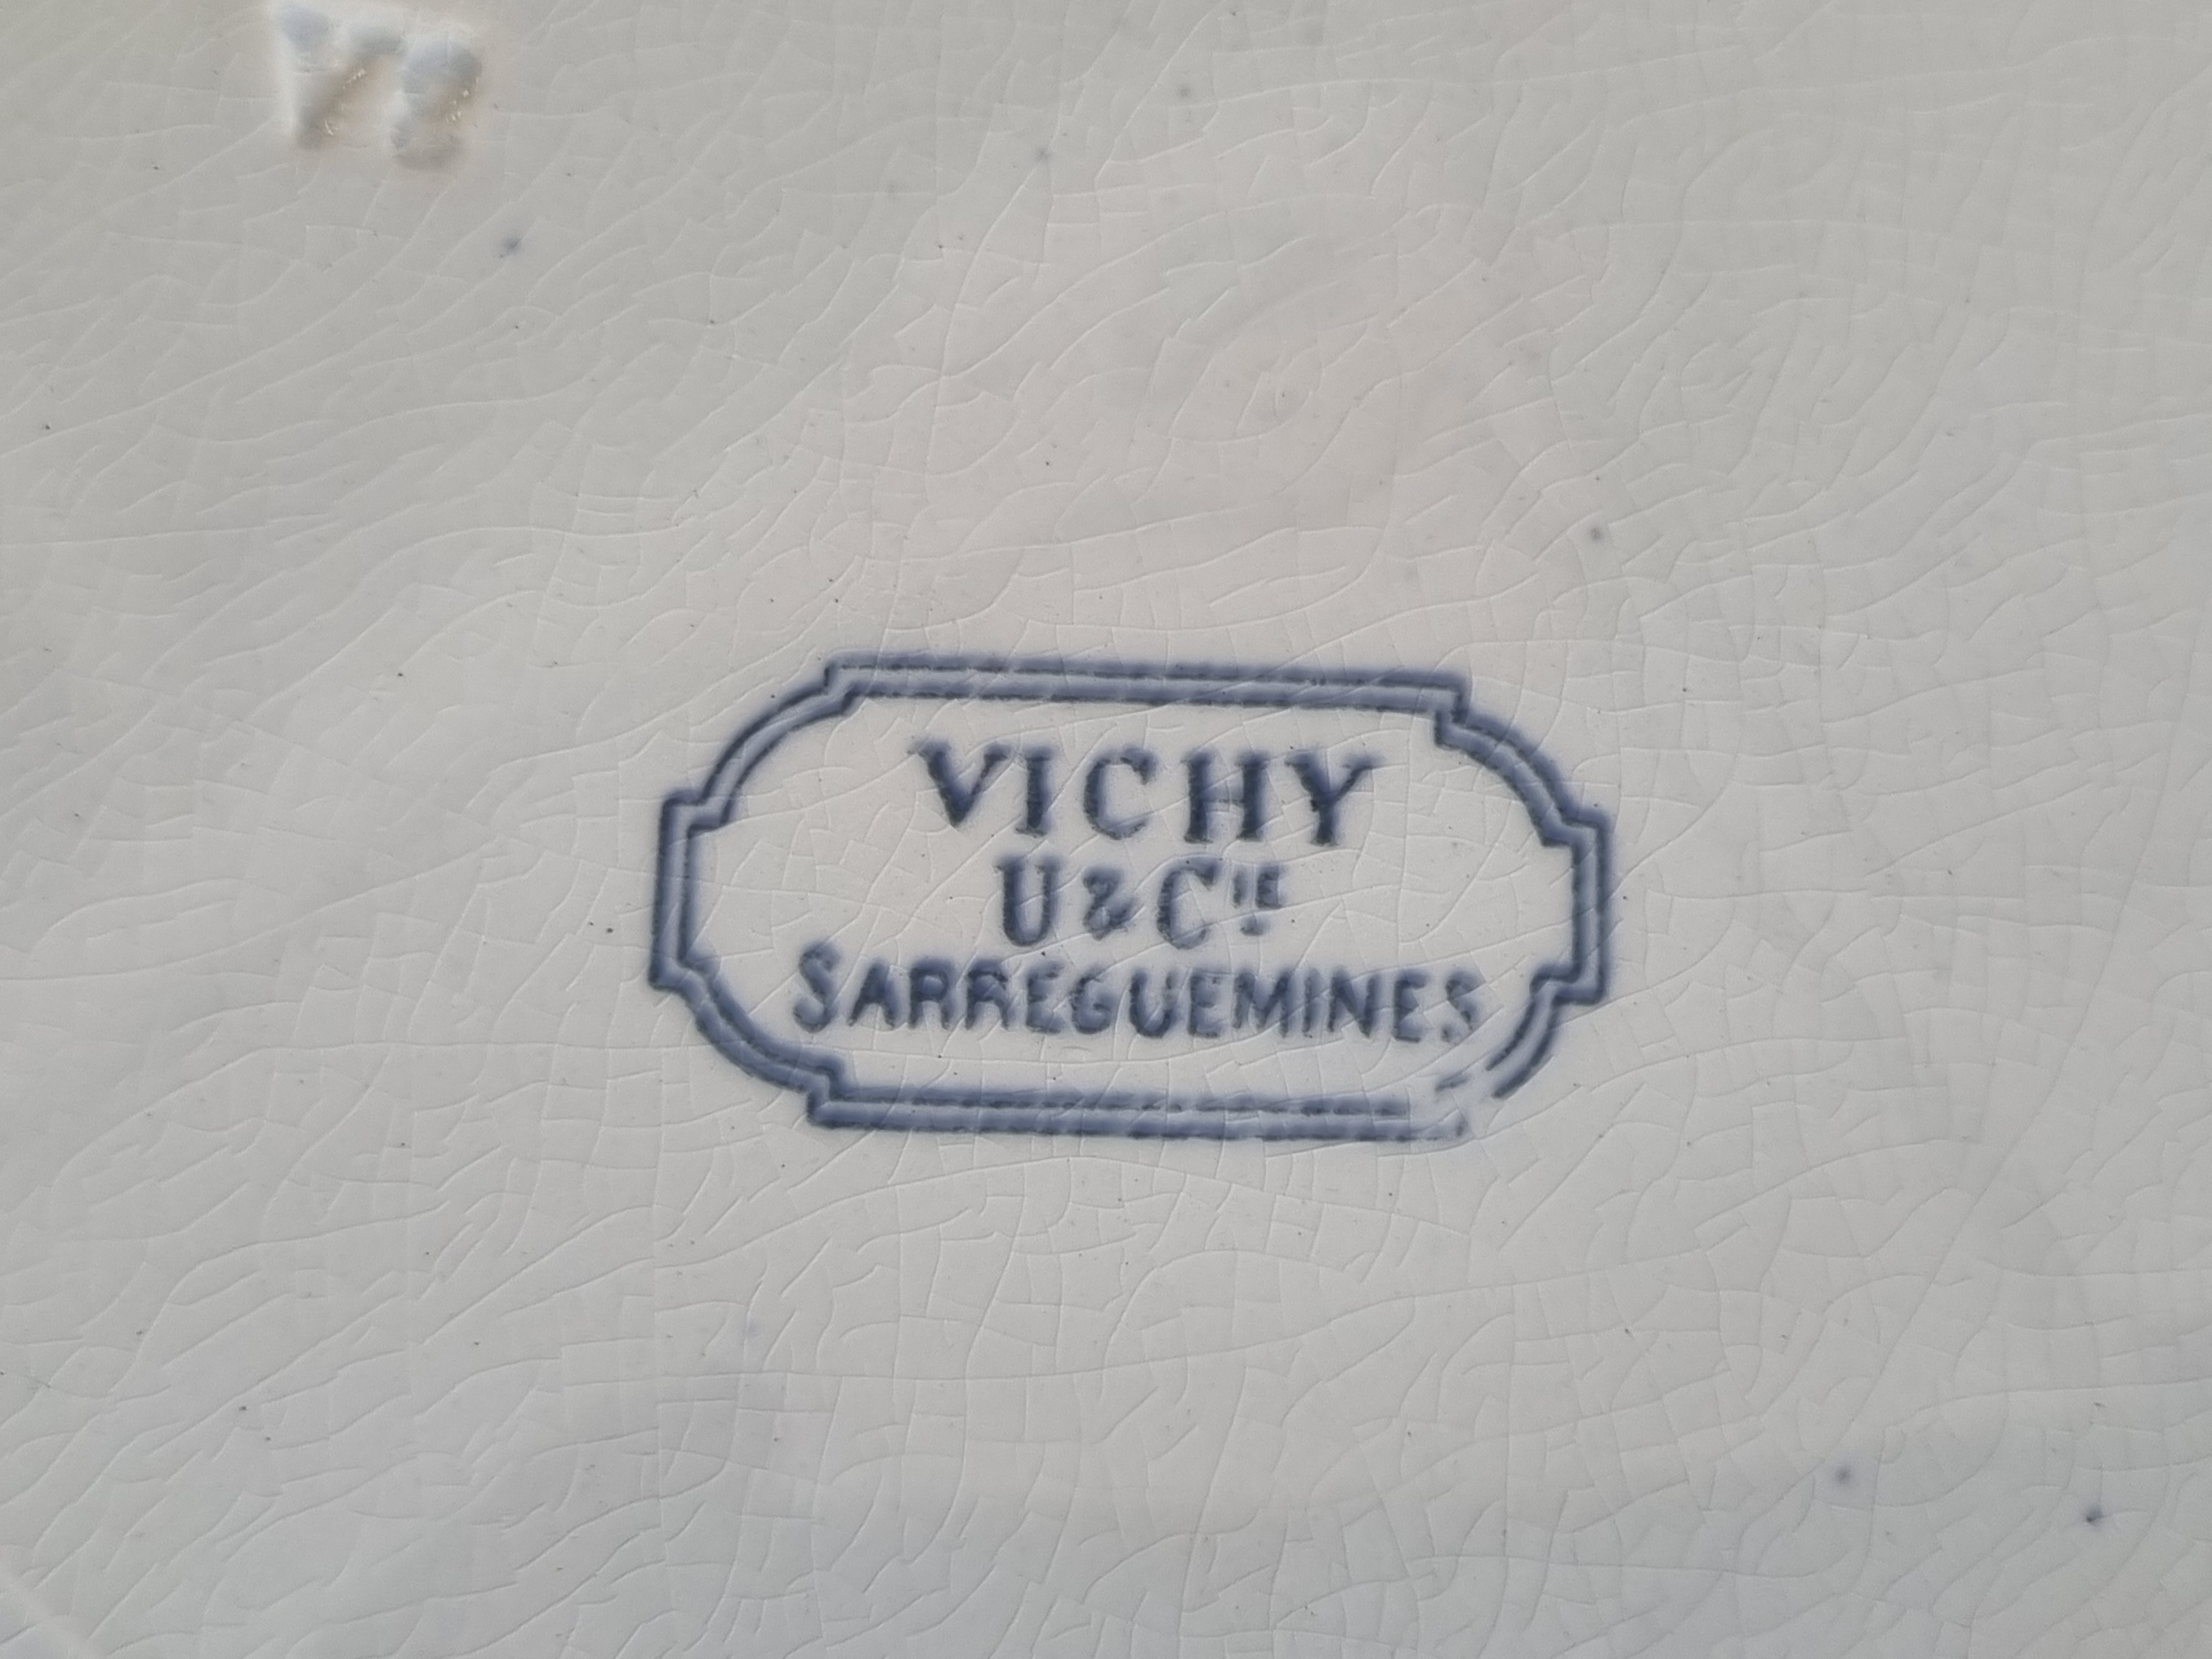 VICHY
U & CIE
SARREGUEMINES